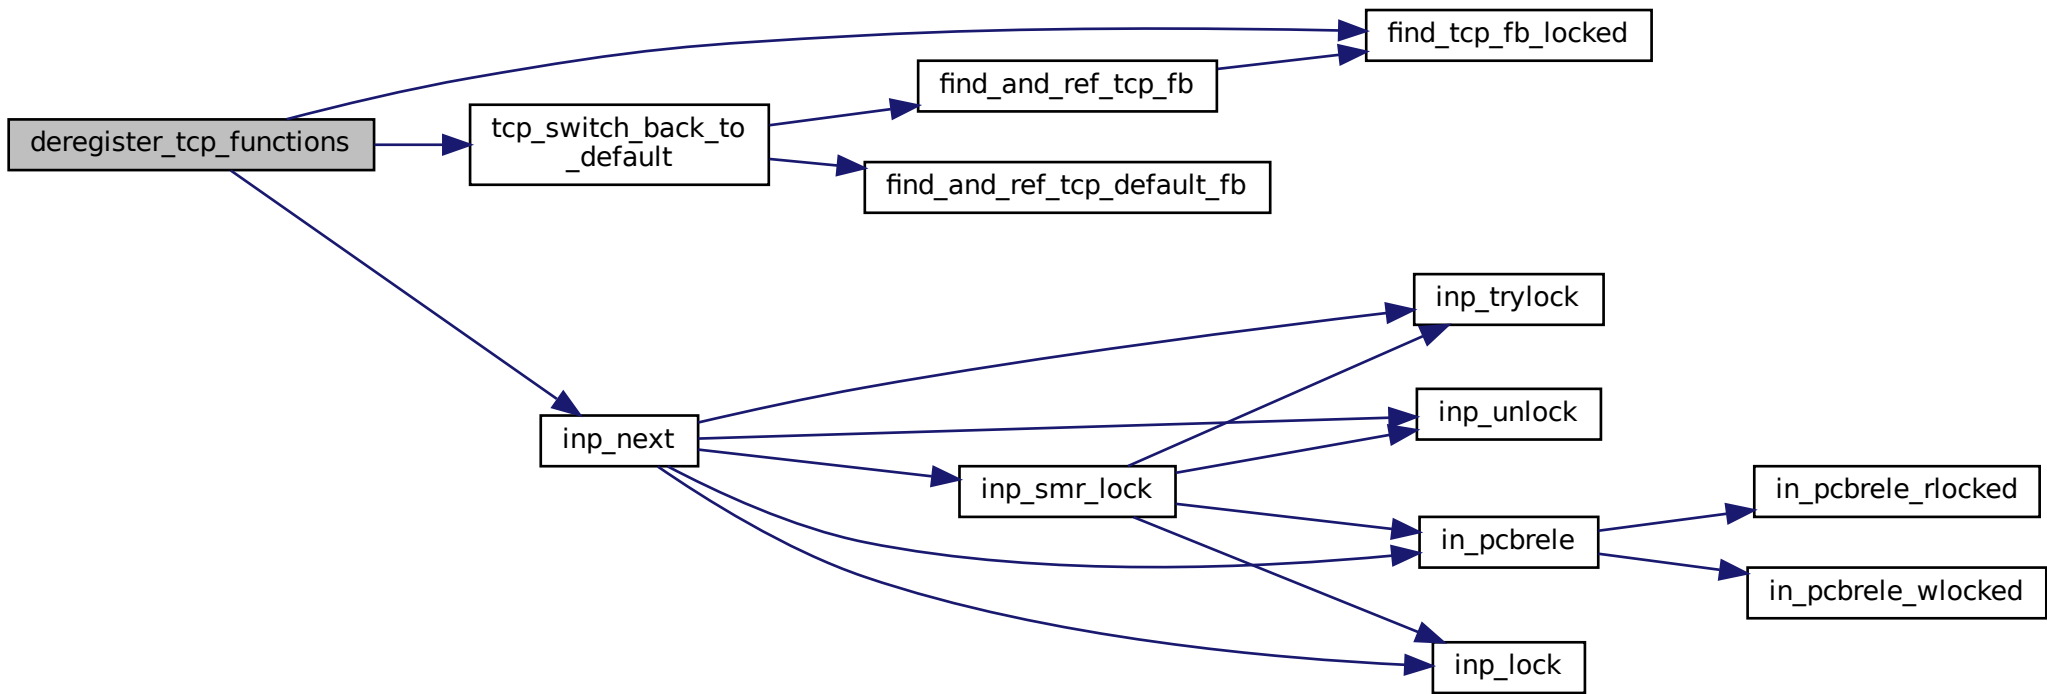 find_tcp_fb_locked
find_and_ref_tcp_fb
deregister_tcp_functions
tcp_switch_back_to
_default
find_and_ref_tcp_default_fb
inp_trylock
inp_unlock
inp_next
inp_smr_lock
in_pcbrele_rlocked
in_pcbrele
in_pcbrele_wlocked
inp_lock